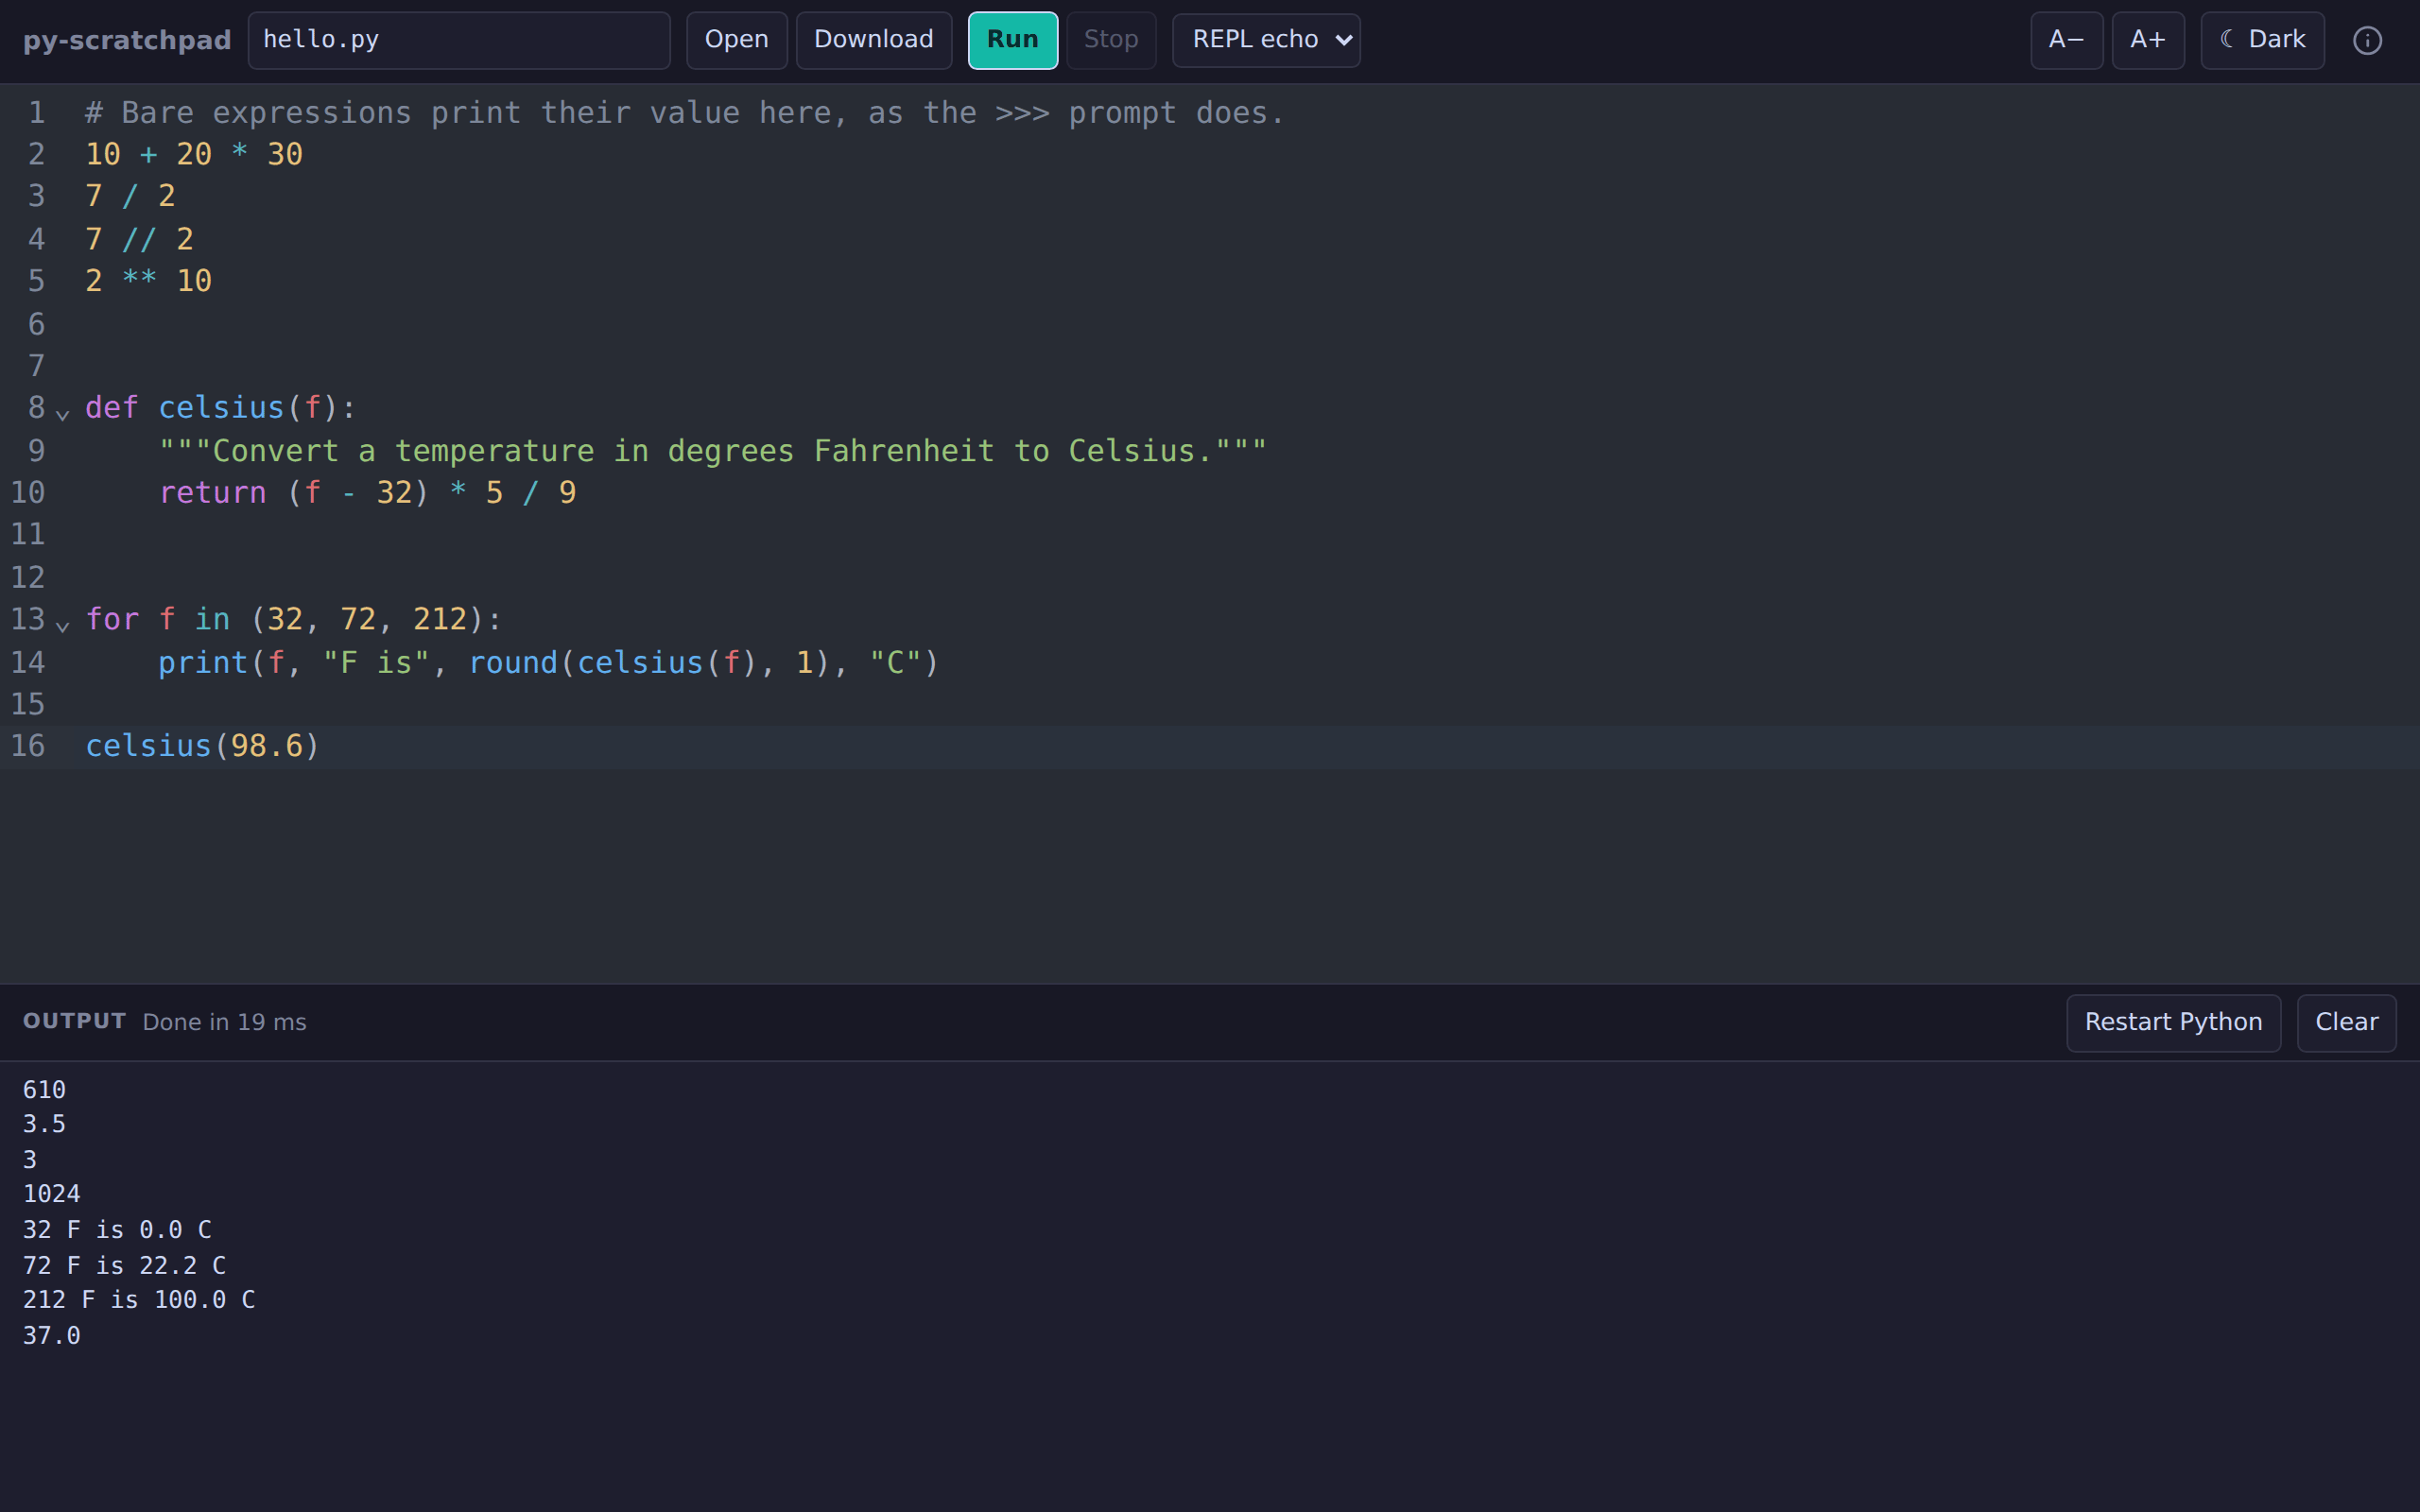 py-scratchpad hello.py Open Download Run Stop REPL echo A− A+ ☾ Dark
1 # Bare expressions print their value here, as the >>> prompt does.
2 10 + 20 * 30
3 7 / 2
4 7 // 2
5 2 ** 10
6
7
8 def celsius(f):
9     """Convert a temperature in degrees Fahrenheit to Celsius."""
10     return (f - 32) * 5 / 9
11
12
13 for f in (32, 72, 212):
14     print(f, "F is", round(celsius(f), 1), "C")
15
16 celsius(98.6)
OUTPUT Done in 19 ms Restart Python Clear
610
3.5
3
1024
32 F is 0.0 C
72 F is 22.2 C
212 F is 100.0 C
37.0